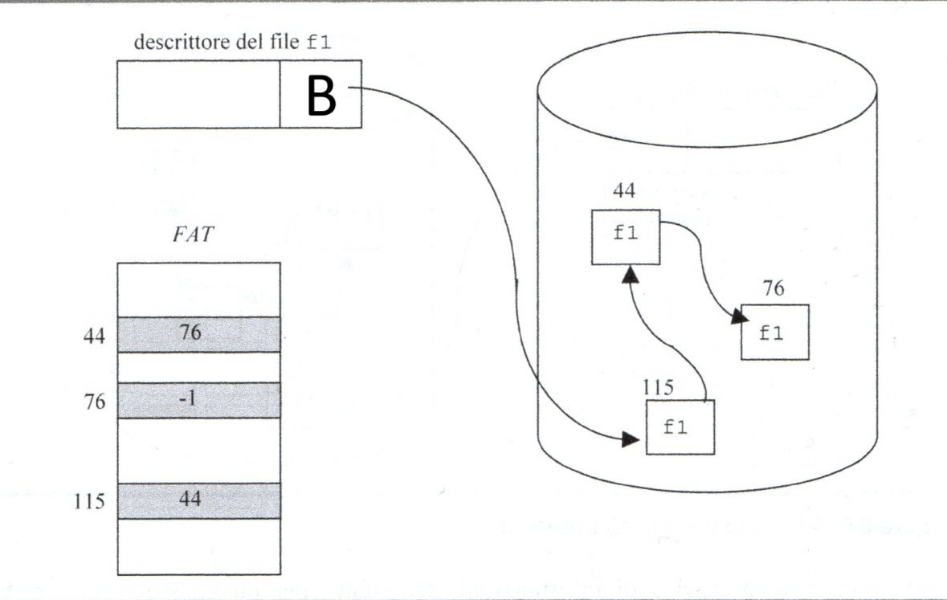 descrittore del file f1
B
FAT
44 76
76 -1
115 44
44
f1
76
f1
115
f1